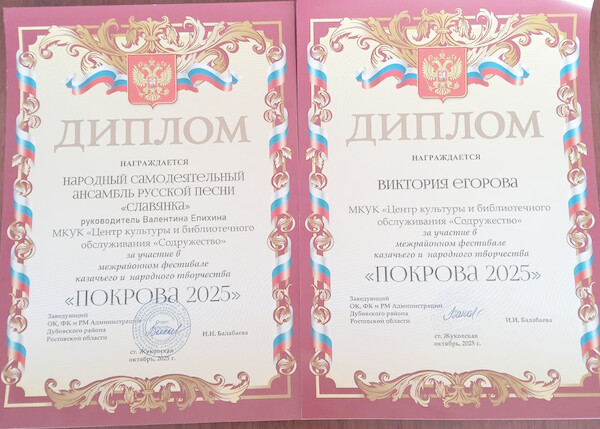 ДИПЛОМ
НАГРАЖДАЕТСЯ
НАРОДНЫЙ САМОДЕЯТЕЛЬНЫЙ
АНСАМБЛЬ РУССКОЙ ПЕСНИ
«СЛАВЯНКА»
руководитель Валентина Епихина
МКУК «Центр культуры и библиотечного
обслуживания «Содружество»
за участие в
межрайонном фестивале
казачьего и народного творчества
«ПОКРОВА 2025»
Заведующий
ОК, ФК и РМ Администрации
Дубовского района
Ростовской области
И.Н. Балабаева
ст. Жуковская
октябрь, 2025 г.
ДИПЛОМ
НАГРАЖДАЕТСЯ
ВИКТОРИЯ ЕГОРОВА
МКУК «Центр культуры и библиотечного
обслуживания «Содружество»
за участие в
межрайонном фестивале
казачьего и народного творчества
«ПОКРОВА 2025»
Заведующий
ОК, ФК и РМ Администрации
Дубовского района
Ростовской области
И.Н. Балабаева
ст. Жуковская
октябрь, 2025 г.